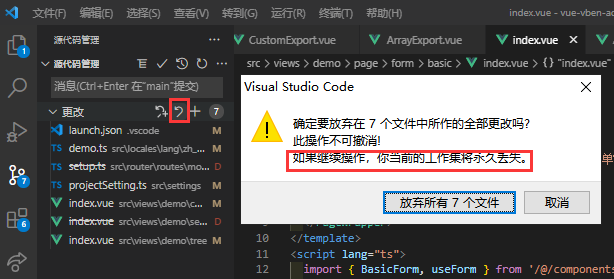 文件(F) 编辑(E) 选择(S) 查看(V) 转到(G) 运行(R) 终端(T) 帮助(H) index.vue - vue-vben-ad
源代码管理
CustomExport.vue ArrayExport.vue index.vue
源代码管理
src > views > demo > page > form > basic > index.vue > {} "index.vue"
消息(Ctrl+Enter 在“main”提交)
更改 7
launch.json .vscode M
demo.ts src\locales\lang\zh_... M
setup.ts src\router\routes\mo... D
projectSetting.ts src\settings M
index.vue src\views\demo\c... M
index.vue src\views\demo\se... D
index.vue src\views\demo\tree M
Visual Studio Code
确定要放弃在 7 个文件中所作的全部更改吗?
此操作不可撤消!
如果继续操作，你当前的工作集将永久丢失。
放弃所有 7 个文件 取消
10 </template>
11 <script lang="ts">
12 import { BasicForm, useForm } from '/@/components